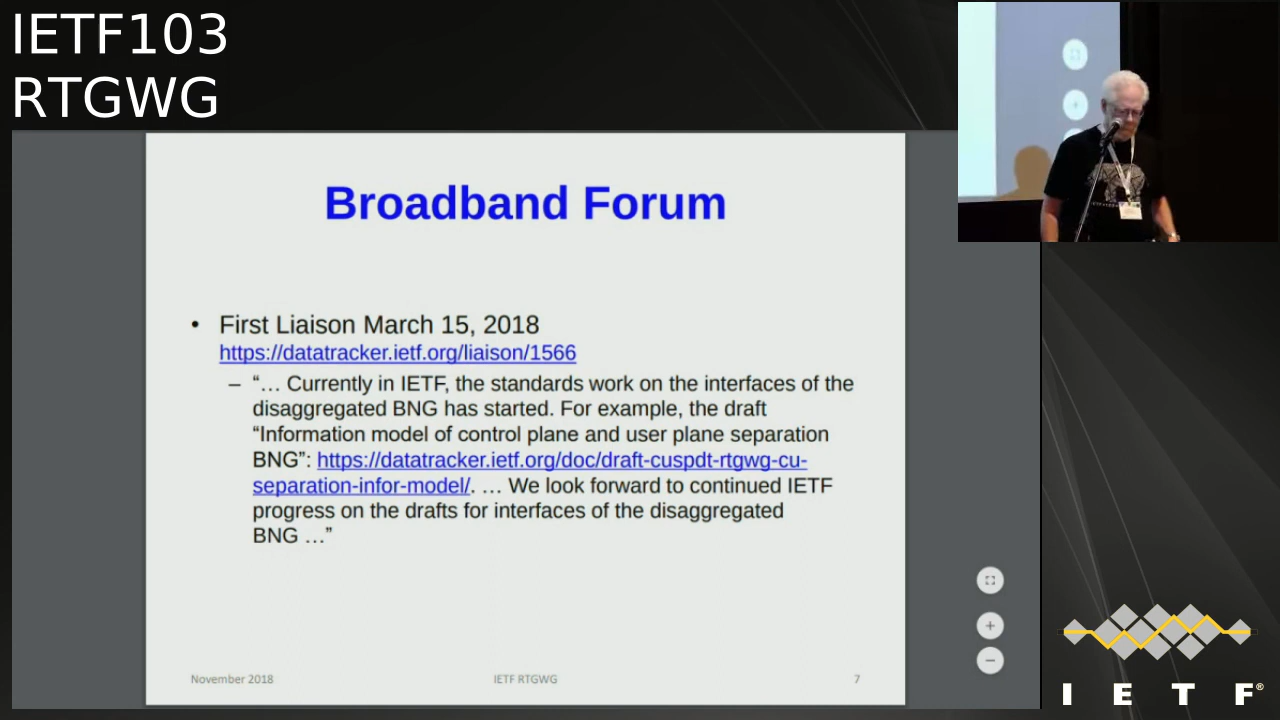 IETF103
RTGWG
Broadband Forum
• First Liaison March 15, 2018
https://datatracker.ietf.org/liaison/1566
– “… Currently in IETF, the standards work on the interfaces of the
disaggregated BNG has started. For example, the draft
“Information model of control plane and user plane separation
BNG”: https://datatracker.ietf.org/doc/draft-cuspdt-rtgwg-cu-
separation-infor-model/. … We look forward to continued IETF
progress on the drafts for interfaces of the disaggregated
BNG …”
November 2018
IETF RTGWG
7
I E T F®